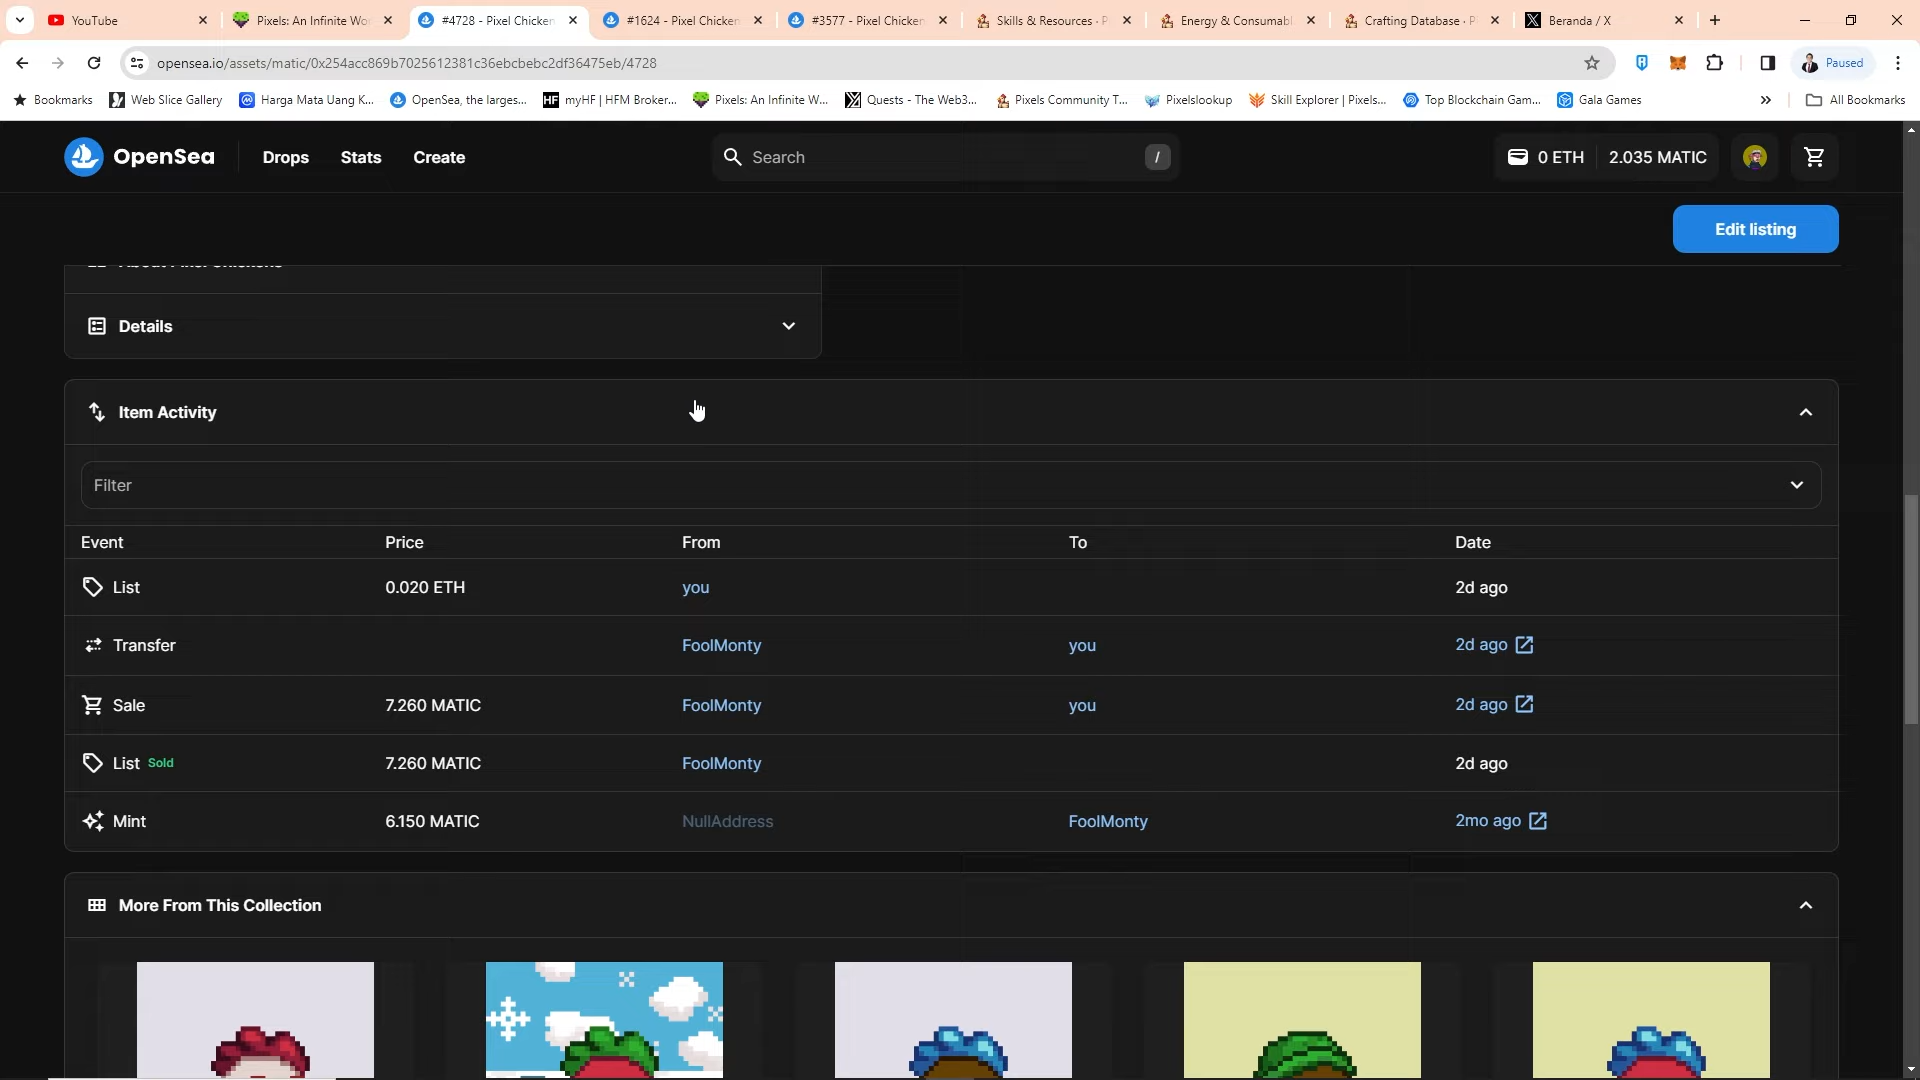 YouTube
Pixels: An Infinite Wo
#4728 - Pixel Chicken
#1624 - Pixel Chicken
#3577 - Pixel Chicken
Skills & Resources - P
Energy & Consumabl
Crafting Database - P
Beranda / X
opensea.io/assets/matic/0x254acc869b7025612381c36ebcbebc2df36475eb/4728
Paused
Bookmarks
Web Slice Gallery
Harga Mata Uang K...
OpenSea, the larges...
myHF | HFM Broker...
Pixels: An Infinite W...
Quests - The Web3...
Pixels Community T...
Pixelslookup
Skill Explorer | Pixels...
Top Blockchain Gam...
Gala Games
All Bookmarks
OpenSea
Drops
Stats
Create
Search
/
0 ETH
2.035 MATIC
Edit listing
Details
Item Activity
Filter
Event Price From To Date
List 0.020 ETH you 2d ago
Transfer FoolMonty you 2d ago
Sale 7.260 MATIC FoolMonty you 2d ago
List Sold 7.260 MATIC FoolMonty 2d ago
Mint 6.150 MATIC NullAddress FoolMonty 2mo ago
More From This Collection